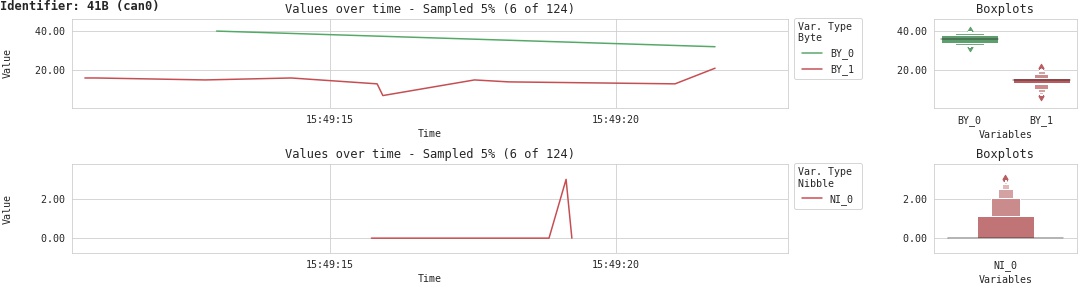 Identifier: 41B (can0)
Values over time - Sampled 5% (6 of 124)
Value
40.00
20.00
15:49:15
15:49:20
Time
Var. Type
Byte
BY_0
BY_1
Boxplots
40.00
20.00
BY_0
BY_1
Variables
Values over time - Sampled 5% (6 of 124)
Value
2.00
0.00
15:49:15
15:49:20
Time
Var. Type
Nibble
NI_0
Boxplots
2.00
0.00
NI_0
Variables